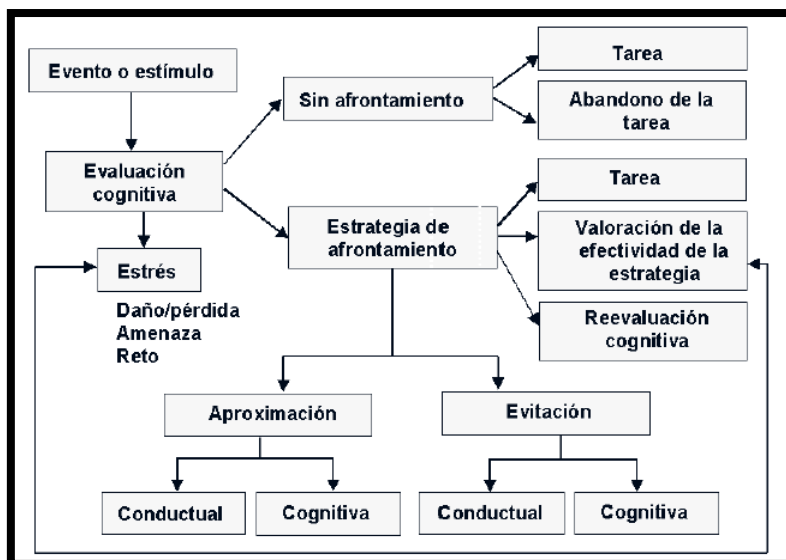 Evento o estímulo
Sin afrontamiento
Tarea
Abandono de la
tarea
Evaluación
cognitiva
Estrategia de
afrontamiento
Tarea
Valoración de la
efectividad de la
estrategia
Reevaluación
cognitiva
Estrés
Daño/pérdida
Amenaza
Reto
Aproximación
Evitación
Conductual
Cognitiva
Conductual
Cognitiva